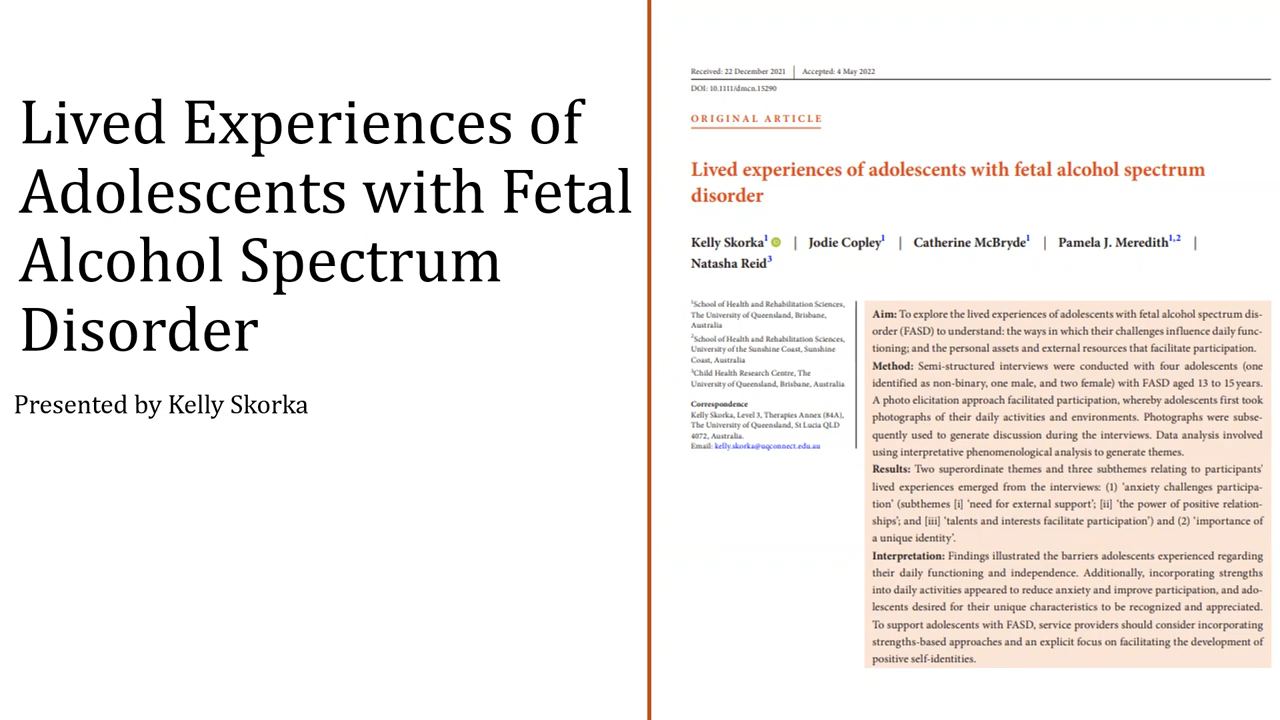 Lived Experiences of
Adolescents with Fetal
Alcohol Spectrum
Disorder
Presented by Kelly Skorka
Received: 22 December 2021 | Accepted: 4 May 2022
DOI: 10.1111/dmcn.15290
ORIGINAL ARTICLE
Lived experiences of adolescents with fetal alcohol spectrum
disorder
Kelly Skorka1 | Jodie Copley1 | Catherine McBryde1 | Pamela J. Meredith1,2 |
Natasha Reid3
1School of Health and Rehabilitation Sciences,
The University of Queensland, Brisbane,
Australia
2School of Health and Rehabilitation Sciences,
University of the Sunshine Coast, Sunshine
Coast, Australia
3Child Health Research Centre, The
University of Queensland, Brisbane, Australia
Correspondence
Kelly Skorka, Level 3, Therapies Annex (84A),
The University of Queensland, St Lucia QLD
4072, Australia.
Email: kelly.skorka@uqconnect.edu.au
Aim: To explore the lived experiences of adolescents with fetal alcohol spectrum dis-
order (FASD) to understand: the ways in which their challenges influence daily func-
tioning; and the personal assets and external resources that facilitate participation.
Method: Semi-structured interviews were conducted with four adolescents (one
identified as non-binary, one male, and two female) with FASD aged 13 to 15 years.
A photo elicitation approach facilitated participation, whereby adolescents first took
photographs of their daily activities and environments. Photographs were subse-
quently used to generate discussion during the interviews. Data analysis involved
using interpretative phenomenological analysis to generate themes.
Results: Two superordinate themes and three subthemes relating to participants'
lived experiences emerged from the interviews: (1) 'anxiety challenges participa-
tion' (subthemes [i] 'need for external support'; [ii] 'the power of positive relation-
ships'; and [iii] 'talents and interests facilitate participation') and (2) 'importance of
a unique identity'.
Interpretation: Findings illustrated the barriers adolescents experienced regarding
their daily functioning and independence. Additionally, incorporating strengths
into daily activities appeared to reduce anxiety and improve participation, and ado-
lescents desired for their unique characteristics to be recognized and appreciated.
To support adolescents with FASD, service providers should consider incorporating
strengths-based approaches and an explicit focus on facilitating the development of
positive self-identities.